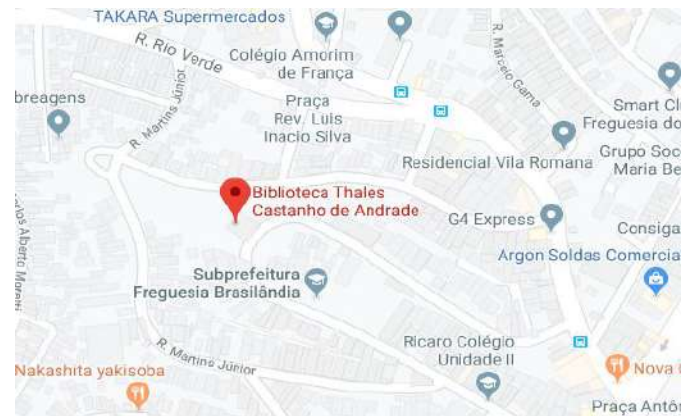 TAKARA Supermercados
R. Rio Verde
Colégio Amorim
de França
R. Marcelo Gama
breagens
R. Martins Júnior
Praça
Rev. Luis
Inacio Silva
Smart Cl
Freguesia do
Residencial Vila Romana
Grupo Soc
Maria Be
Biblioteca Thales
Castanho de Andrade
G4 Express
Consiga
Argon Soldas Comercia
Alberto
Subprefeitura
Freguesia Brasilândia
R. Martins Júnior
Ricaro Colégio
Unidade II
Nakashita yakisoba
Nova
Praça Antô